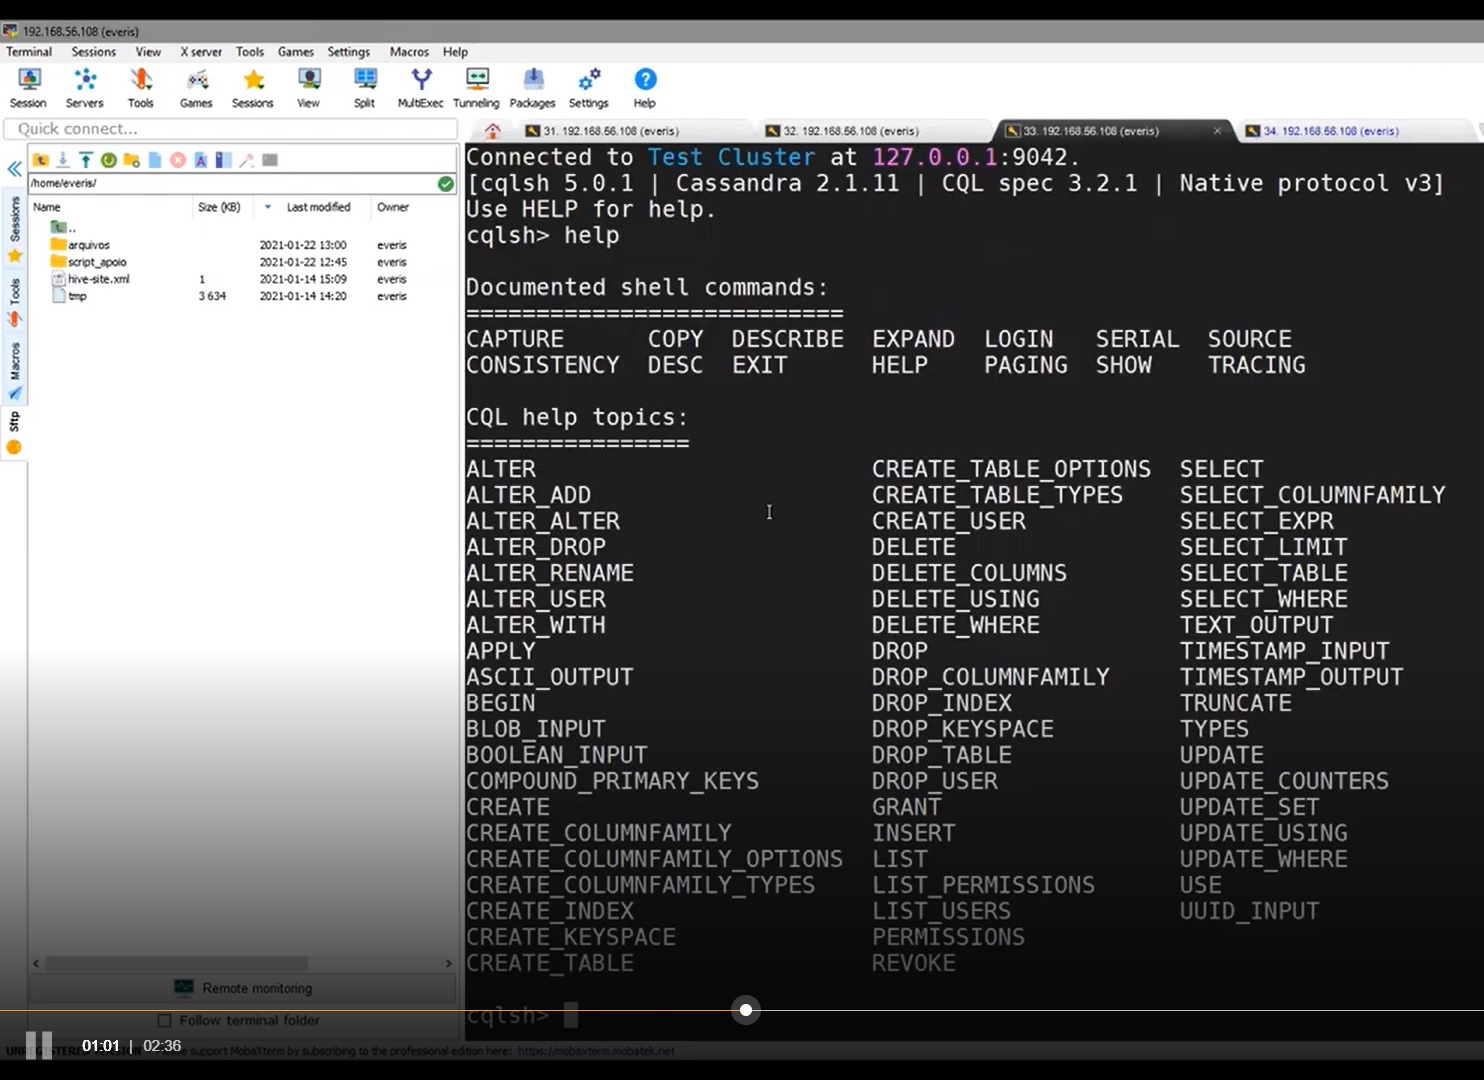 192.168.56.108 (everis)
Terminal Sessions View X server Tools Games Settings Macros Help
Session Servers Tools Games Sessions View Split MultiExec Tunneling Packages Settings Help
Quick connect...
31. 192.168.56.108 (everis) 32. 192.168.56.108 (everis) 33. 192.168.56.108 (everis) 34. 192.168.56.108 (everis)
/home/everis/
Name Size (KB) Last modified Owner
..
arquivos 2021-01-22 13:00 everis
script_apoio 2021-01-22 12:45 everis
hive-site.xml 1 2021-01-14 15:09 everis
tmp 3 634 2021-01-14 14:20 everis
Sessions
Tools
Macros
Sftp
Connected to Test Cluster at 127.0.0.1:9042.
[cqlsh 5.0.1 | Cassandra 2.1.11 | CQL spec 3.2.1 | Native protocol v3]
Use HELP for help.
cqlsh> help
Documented shell commands:
===========================
CAPTURE COPY DESCRIBE EXPAND LOGIN SERIAL SOURCE
CONSISTENCY DESC EXIT HELP PAGING SHOW TRACING
CQL help topics:
================
ALTER CREATE_TABLE_OPTIONS SELECT
ALTER_ADD CREATE_TABLE_TYPES SELECT_COLUMNFAMILY
ALTER_ALTER CREATE_USER SELECT_EXPR
ALTER_DROP DELETE SELECT_LIMIT
ALTER_RENAME DELETE_COLUMNS SELECT_TABLE
ALTER_USER DELETE_USING SELECT_WHERE
ALTER_WITH DELETE_WHERE TEXT_OUTPUT
APPLY DROP TIMESTAMP_INPUT
ASCII_OUTPUT DROP_COLUMNFAMILY TIMESTAMP_OUTPUT
BEGIN DROP_INDEX TRUNCATE
BLOB_INPUT DROP_KEYSPACE TYPES
BOOLEAN_INPUT DROP_TABLE UPDATE
COMPOUND_PRIMARY_KEYS DROP_USER UPDATE_COUNTERS
CREATE GRANT UPDATE_SET
CREATE_COLUMNFAMILY INSERT UPDATE_USING
CREATE_COLUMNFAMILY_OPTIONS LIST UPDATE_WHERE
CREATE_COLUMNFAMILY_TYPES LIST_PERMISSIONS USE
CREATE_INDEX LIST_USERS UUID_INPUT
CREATE_KEYSPACE PERMISSIONS
CREATE_TABLE REVOKE
cqlsh>
Remote monitoring
Follow terminal folder
01:01 | 02:36
support MobaXterm by subscribing to the professional edition here: https://mobaxterm.mobatek.net